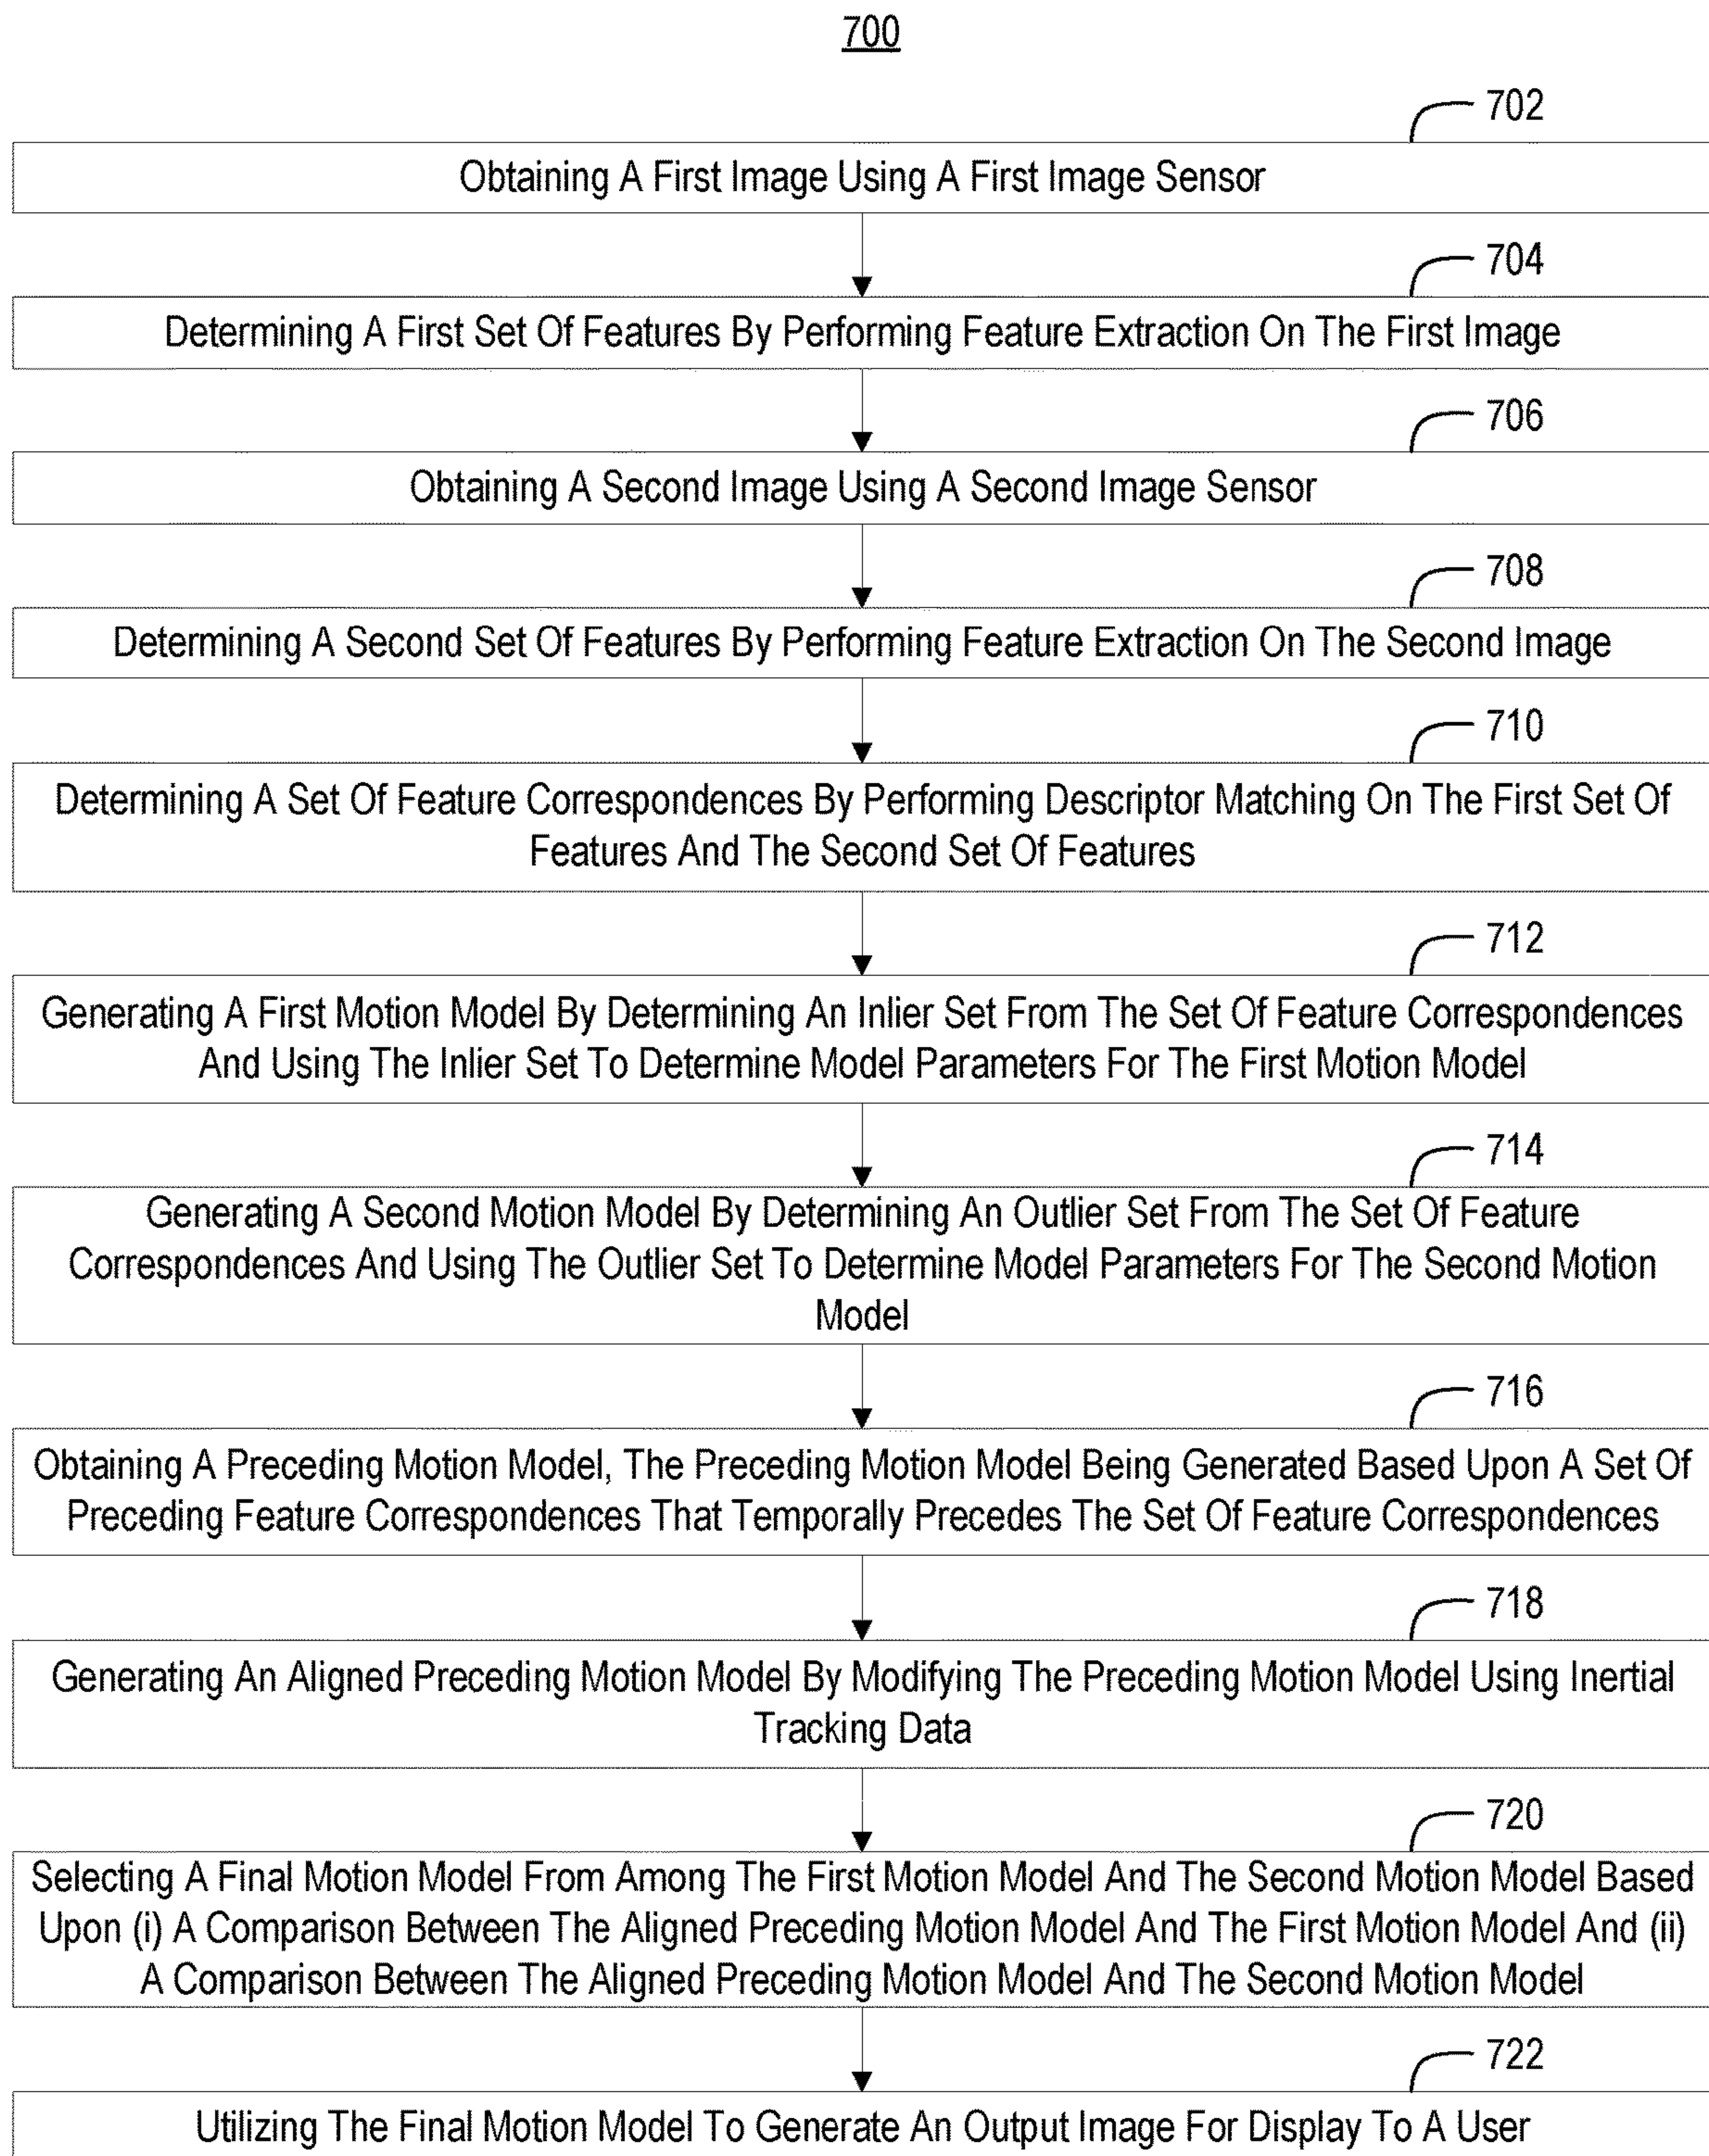 700
702
Obtaining A First Image Using A First Image Sensor
704
Determining A First Set Of Features By Performing Feature Extraction On The First Image
706
Obtaining A Second Image Using A Second Image Sensor
708
Determining A Second Set Of Features By Performing Feature Extraction On The Second Image
710
Determining A Set Of Feature Correspondences By Performing Descriptor Matching On The First Set Of
Features And The Second Set Of Features
712
Generating A First Motion Model By Determining An Inlier Set From The Set Of Feature Correspondences
And Using The Inlier Set To Determine Model Parameters For The First Motion Model
714
Generating A Second Motion Model By Determining An Outlier Set From The Set Of Feature
Correspondences And Using The Outlier Set To Determine Model Parameters For The Second Motion
Model
716
Obtaining A Preceding Motion Model, The Preceding Motion Model Being Generated Based Upon A Set Of
Preceding Feature Correspondences That Temporally Precedes The Set Of Feature Correspondences
718
Generating An Aligned Preceding Motion Model By Modifying The Preceding Motion Model Using Inertial
Tracking Data
720
Selecting A Final Motion Model From Among The First Motion Model And The Second Motion Model Based
Upon (i) A Comparison Between The Aligned Preceding Motion Model And The First Motion Model And (ii)
A Comparison Between The Aligned Preceding Motion Model And The Second Motion Model
722
Utilizing The Final Motion Model To Generate An Output Image For Display To A User